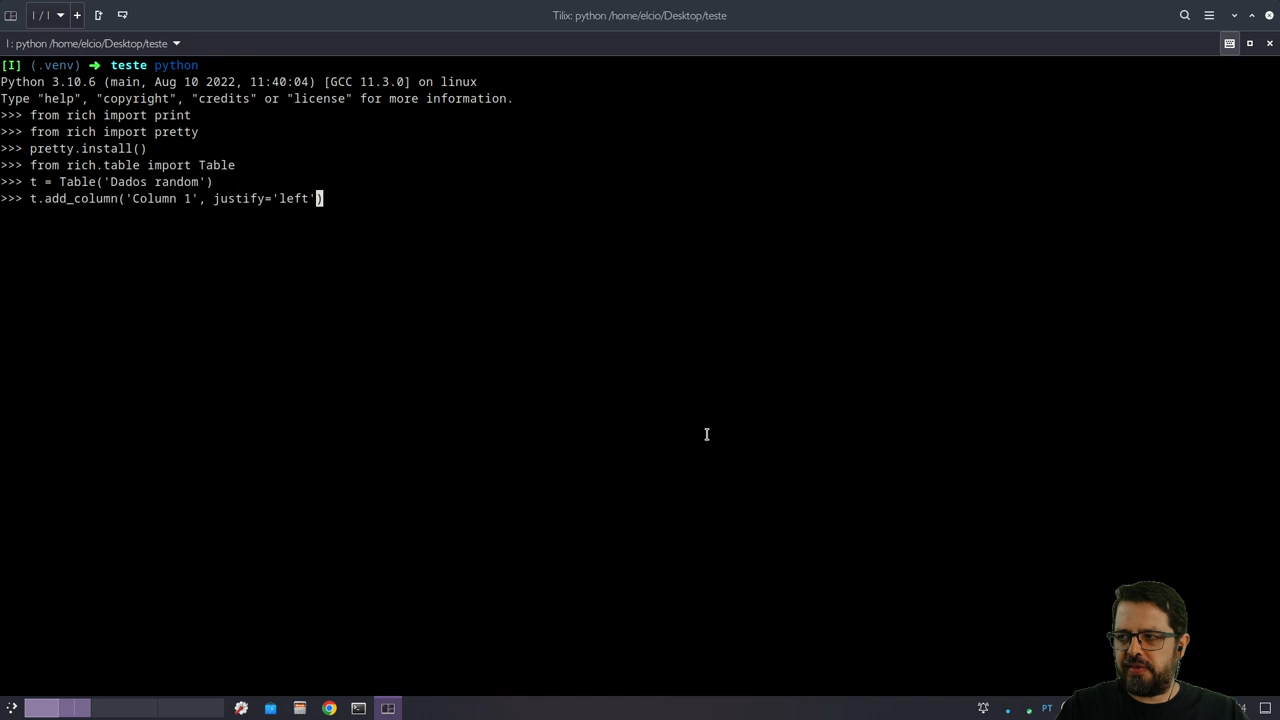 1 / 1
Tilix: python /home/elcio/Desktop/teste
1: python /home/elcio/Desktop/teste
[I] (.venv) ➜ teste python
Python 3.10.6 (main, Aug 10 2022, 11:40:04) [GCC 11.3.0] on linux
Type "help", "copyright", "credits" or "license" for more information.
>>> from rich import print
>>> from rich import pretty
>>> pretty.install()
>>> from rich.table import Table
>>> t = Table('Dados random')
>>> t.add_column('Column 1', justify='left')
PT